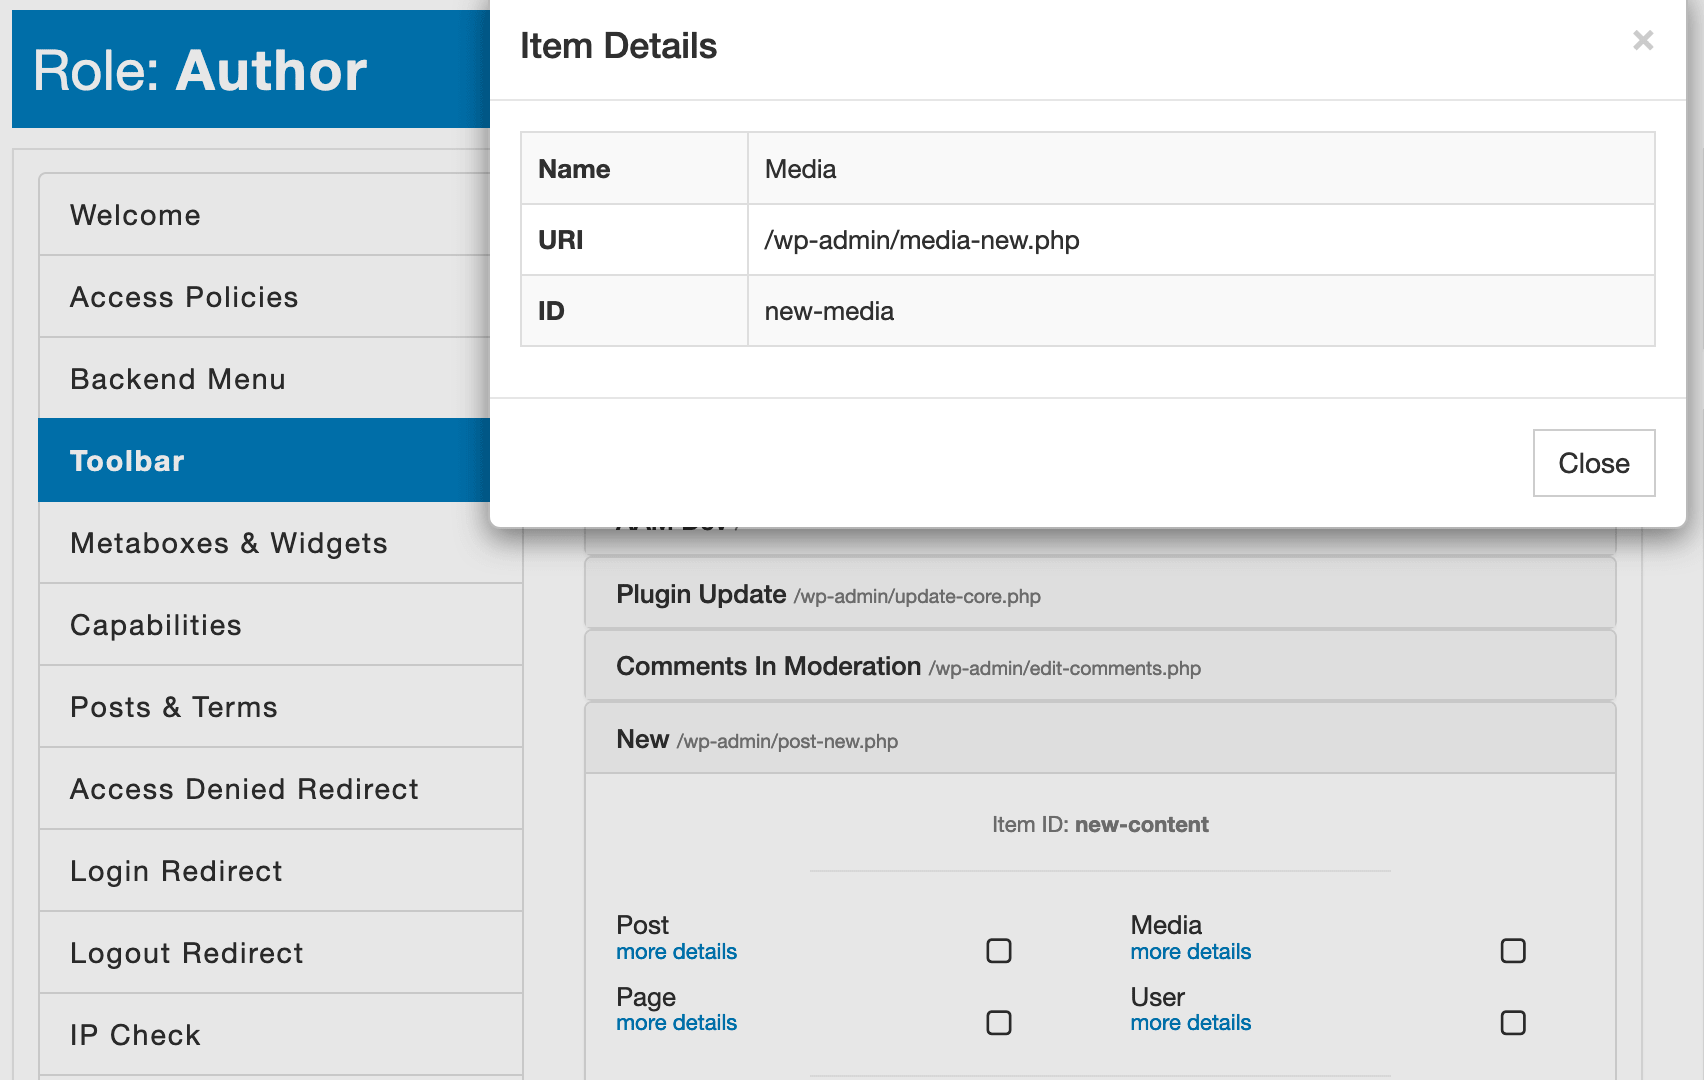 Role: Author
Welcome
Access Policies
Backend Menu
Toolbar
Metaboxes & Widgets
Capabilities
Posts & Terms
Access Denied Redirect
Login Redirect
Logout Redirect
IP Check
Item Details
×
Name Media
URI /wp-admin/media-new.php
ID new-media
Close
AAM Dev /
Plugin Update /wp-admin/update-core.php
Comments In Moderation /wp-admin/edit-comments.php
New /wp-admin/post-new.php
Item ID: new-content
Post
more details
Media
more details
Page
more details
User
more details